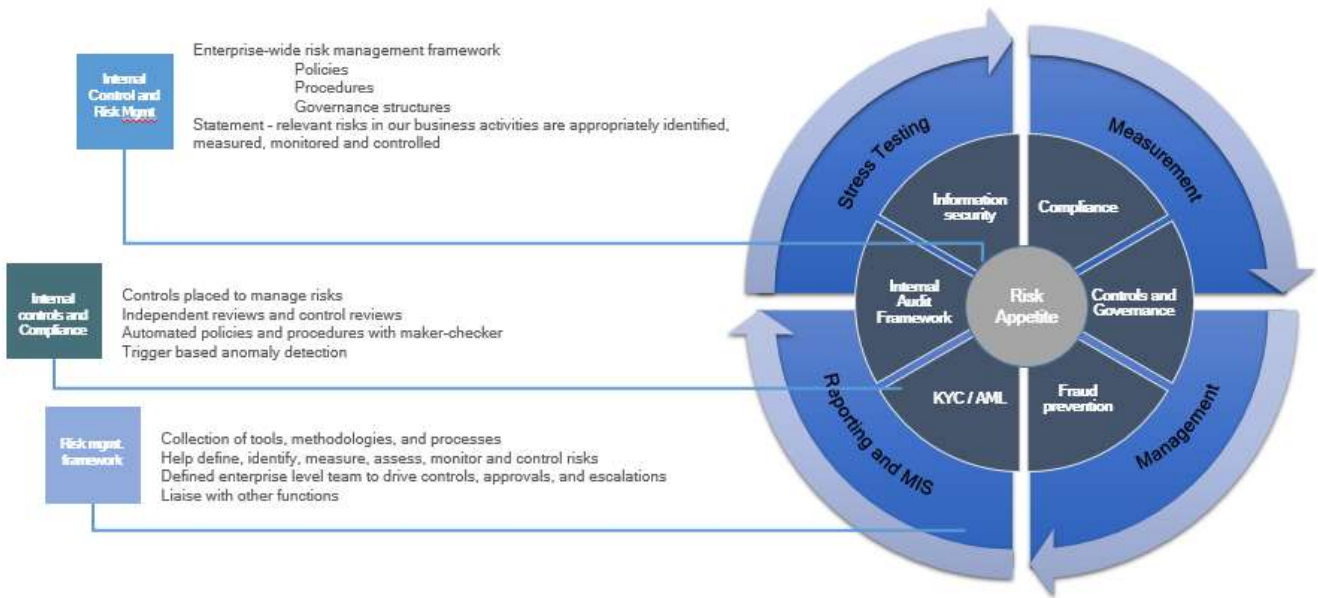 Internal
Control and
Risk Mgmt
Enterprise-wide risk management framework
Policies
Procedures
Governance structures
Statement - relevant risks in our business activities are appropriately identified,
measured, monitored and controlled
Internal
controls and
Compliance
Controls placed to manage risks
Independent reviews and control reviews
Automated policies and procedures with maker-checker
Trigger based anomaly detection
Risk mgmt.
framework
Collection of tools, methodologies, and processes
Help define, identify, measure, assess, monitor and control risks
Defined enterprise level team to drive controls, approvals, and escalations
Liaise with other functions
Stress Testing
Measurement
Management
Reporting and MIS
Information
security
Compliance
Controls and
Governance
Fraud
prevention
KYC / AML
Internal
Audit
Framework
Risk
Appetite